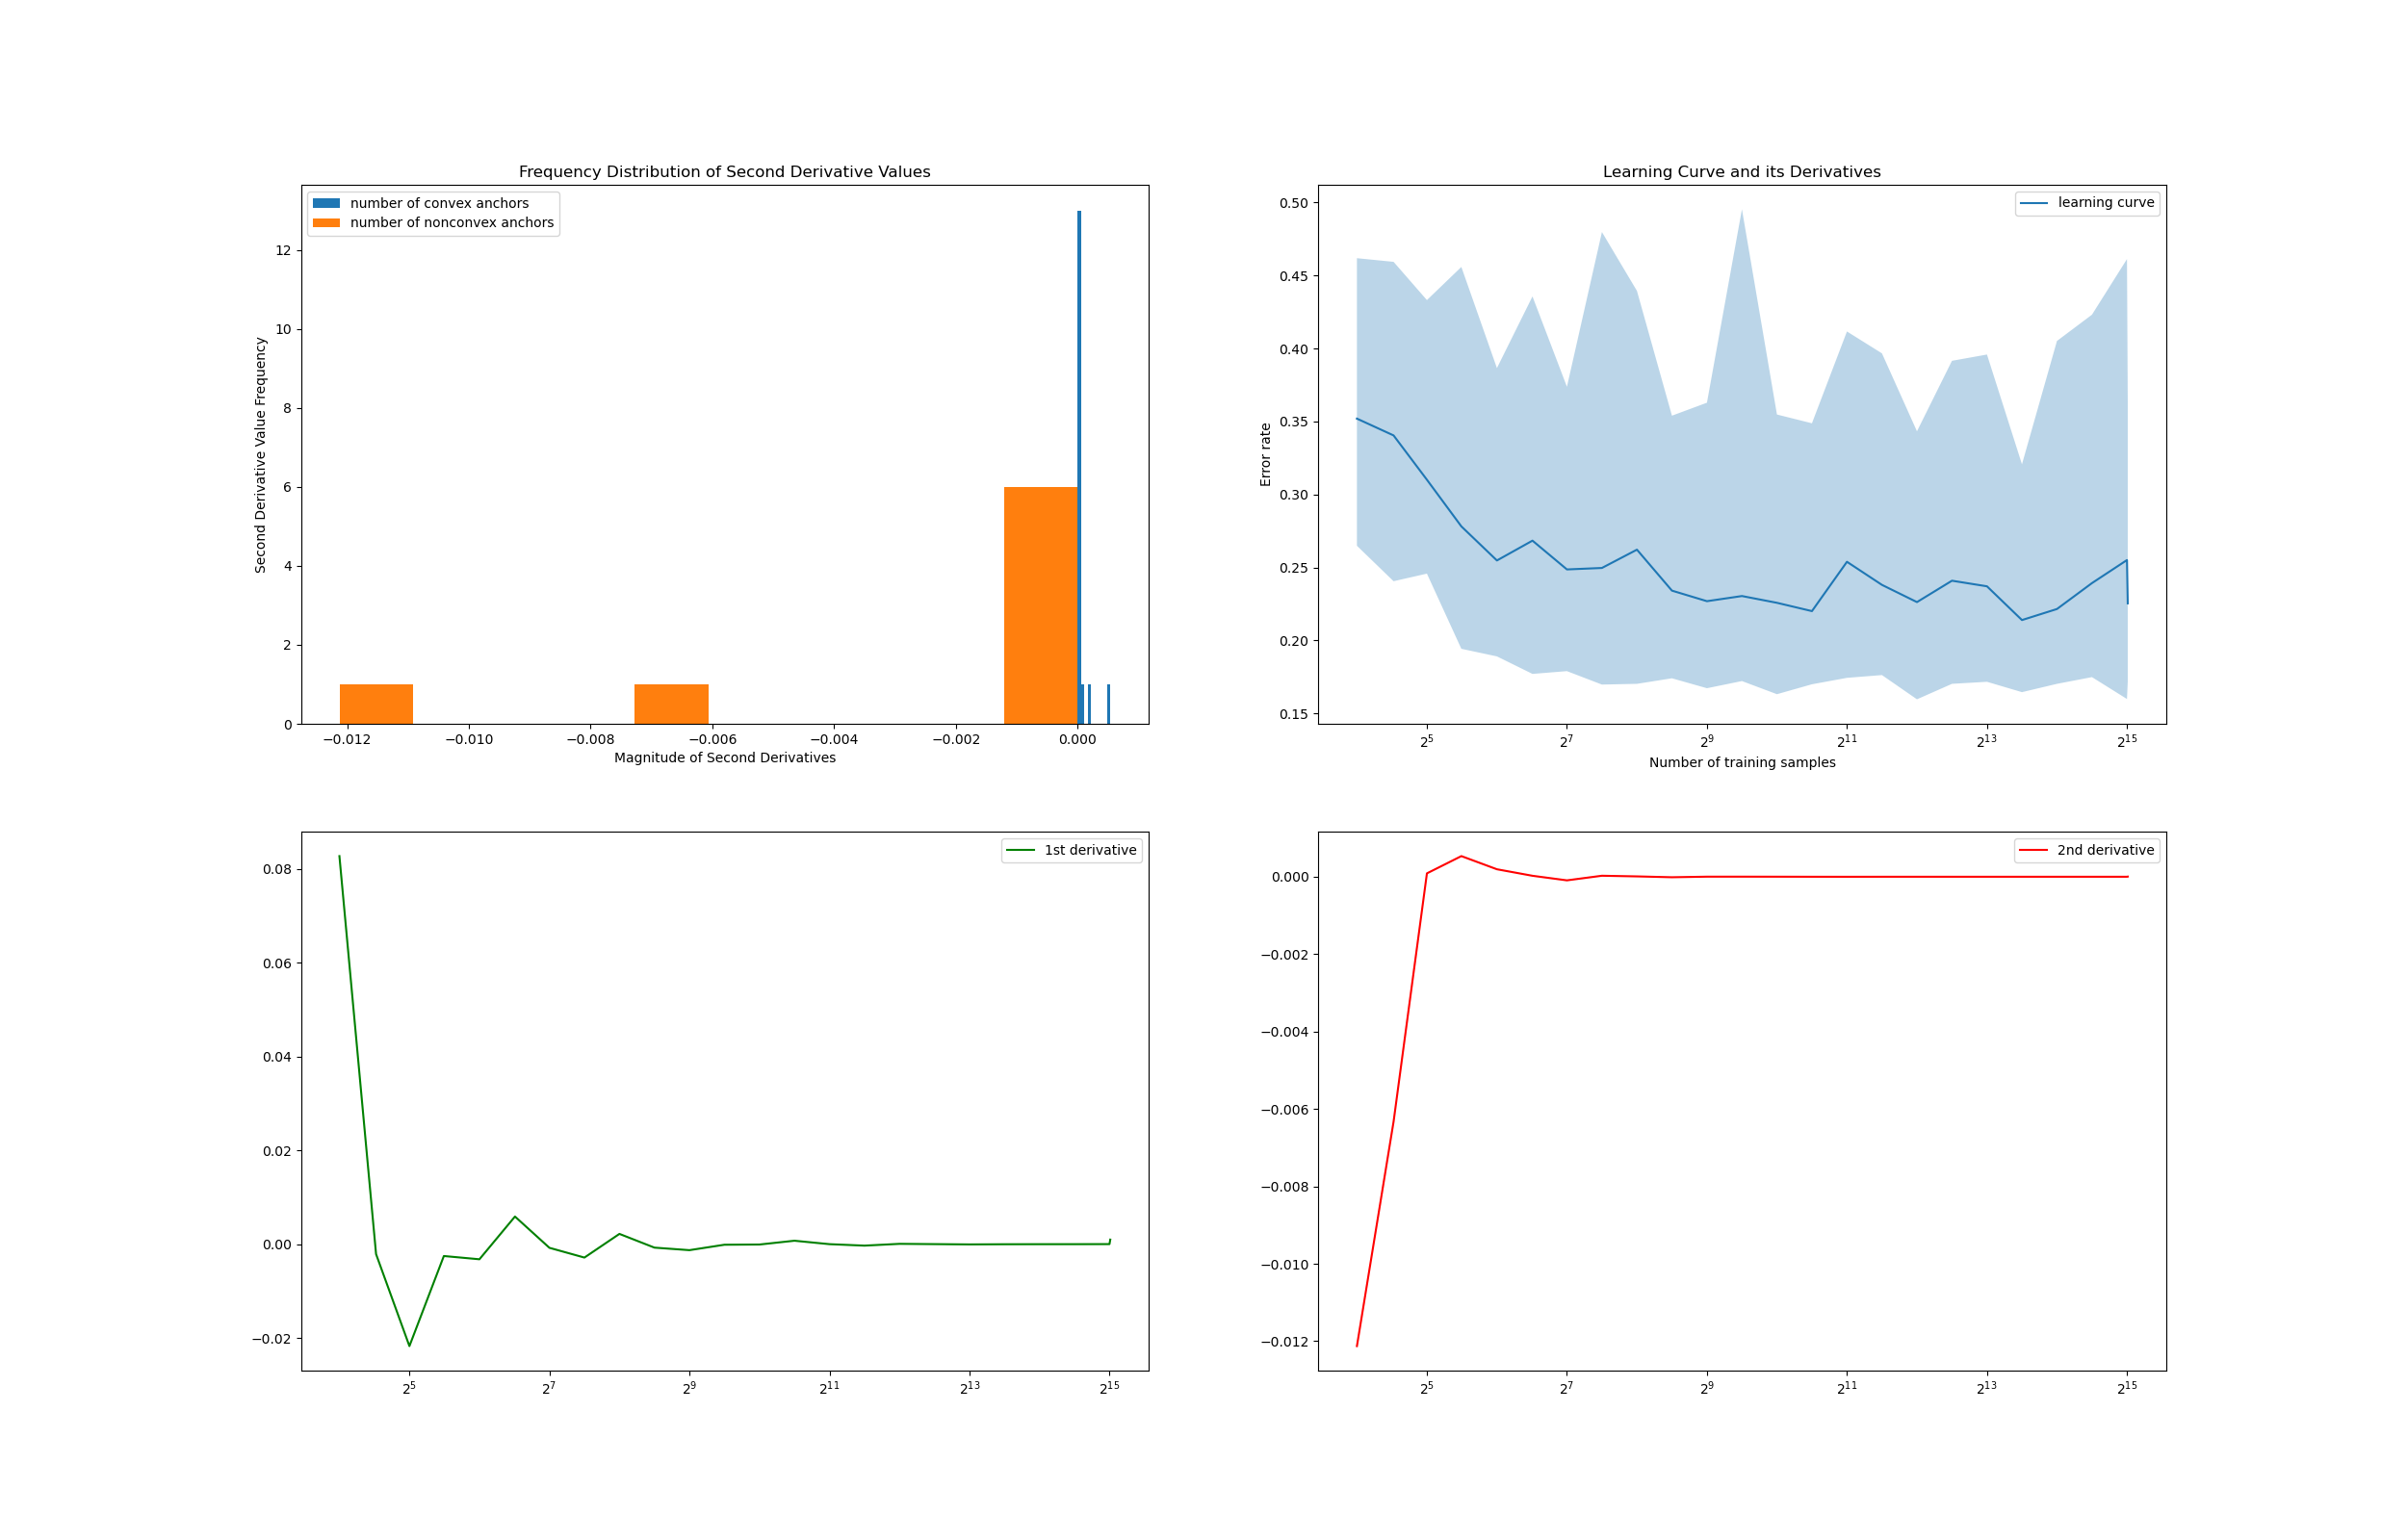 Frequency Distribution of Second Derivative Values
number of convex anchors
number of nonconvex anchors
Second Derivative Value Frequency
12
10
8
6
4
2
0
−0.012 −0.010 −0.008 −0.006 −0.004 −0.002 0.000
Magnitude of Second Derivatives
Learning Curve and its Derivatives
learning curve
Error rate
0.50
0.45
0.40
0.35
0.30
0.25
0.20
0.15
2⁵ 2⁷ 2⁹ 2¹¹ 2¹³ 2¹⁵
Number of training samples
1st derivative
0.08
0.06
0.04
0.02
0.00
−0.02
2⁵ 2⁷ 2⁹ 2¹¹ 2¹³ 2¹⁵
2nd derivative
0.000
−0.002
−0.004
−0.006
−0.008
−0.010
−0.012
2⁵ 2⁷ 2⁹ 2¹¹ 2¹³ 2¹⁵